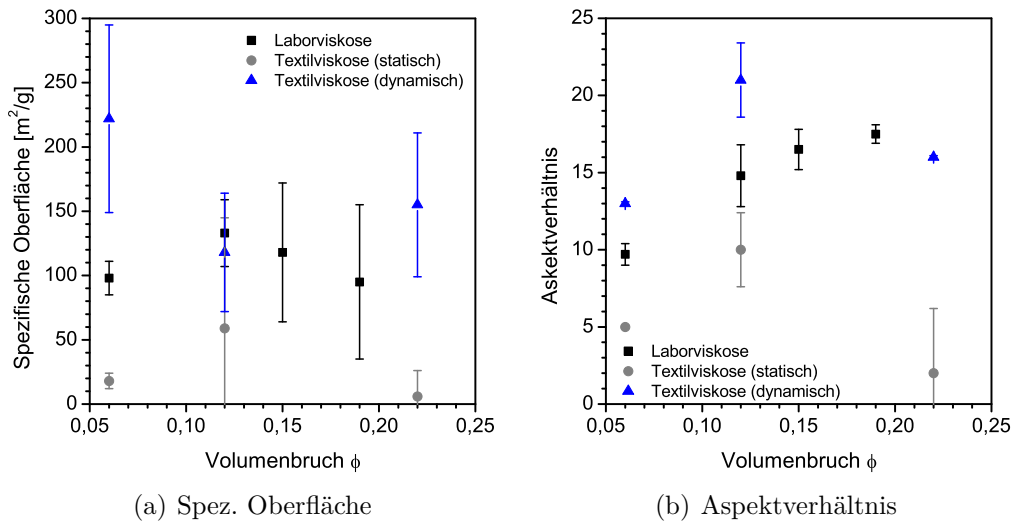 300
250
200
150
100
50
0
Spezifische Oberfläche [m²/g]
Laborviskose
Textilviskose (statisch)
Textilviskose (dynamisch)
0,05 0,10 0,15 0,20 0,25
Volumenbruch ϕ
(a) Spez. Oberfläche
25
20
15
10
5
0
Askektverhältnis
Laborviskose
Textilviskose (statisch)
Textilviskose (dynamisch)
0,05 0,10 0,15 0,20 0,25
Volumenbruch ϕ
(b) Aspektverhältnis